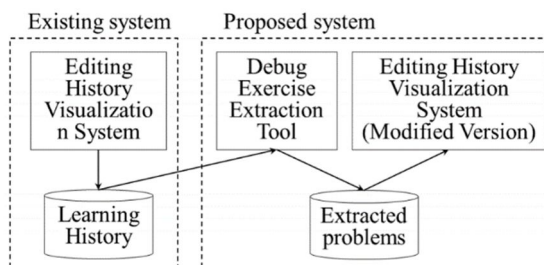 Existing system
Proposed system
Editing
History
Visualizatio
n System
Debug
Exercise
Extraction
Tool
Editing History
Visualization
System
(Modified Version)
Learning
History
Extracted
problems